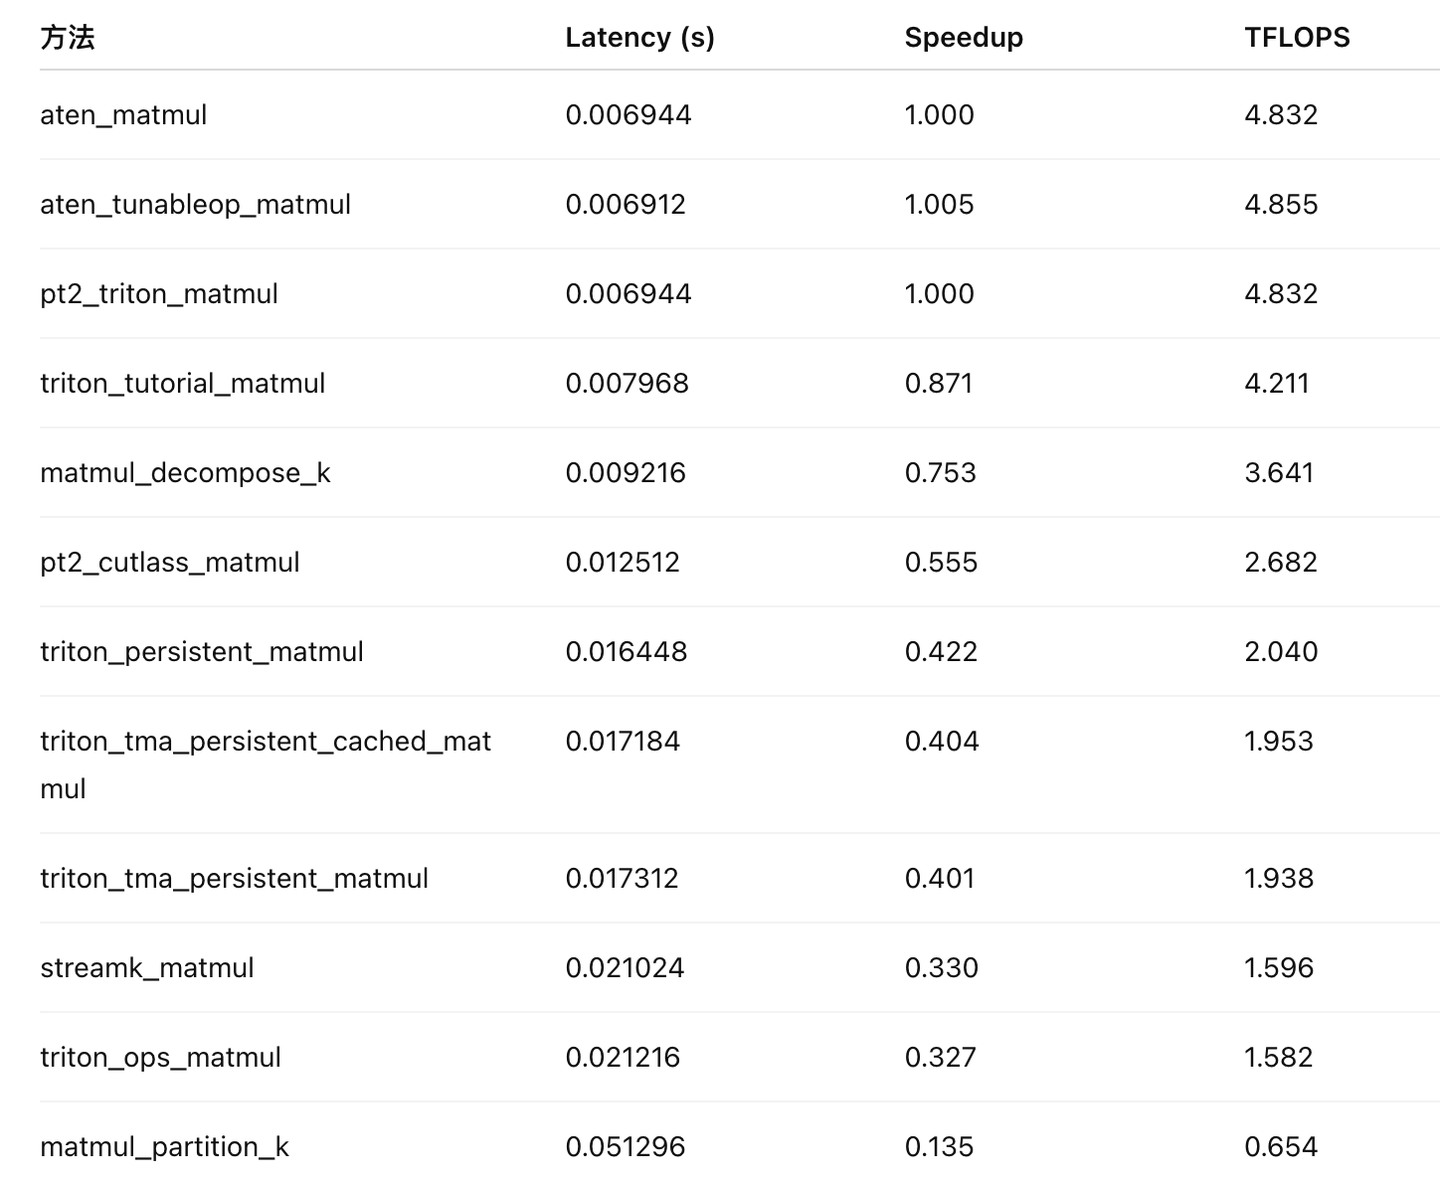 方法 Latency (s) Speedup TFLOPS
aten_matmul 0.006944 1.000 4.832
aten_tunableop_matmul 0.006912 1.005 4.855
pt2_triton_matmul 0.006944 1.000 4.832
triton_tutorial_matmul 0.007968 0.871 4.211
matmul_decompose_k 0.009216 0.753 3.641
pt2_cutlass_matmul 0.012512 0.555 2.682
triton_persistent_matmul 0.016448 0.422 2.040
triton_tma_persistent_cached_mat 0.017184 0.404 1.953
mul
triton_tma_persistent_matmul 0.017312 0.401 1.938
streamk_matmul 0.021024 0.330 1.596
triton_ops_matmul 0.021216 0.327 1.582
matmul_partition_k 0.051296 0.135 0.654